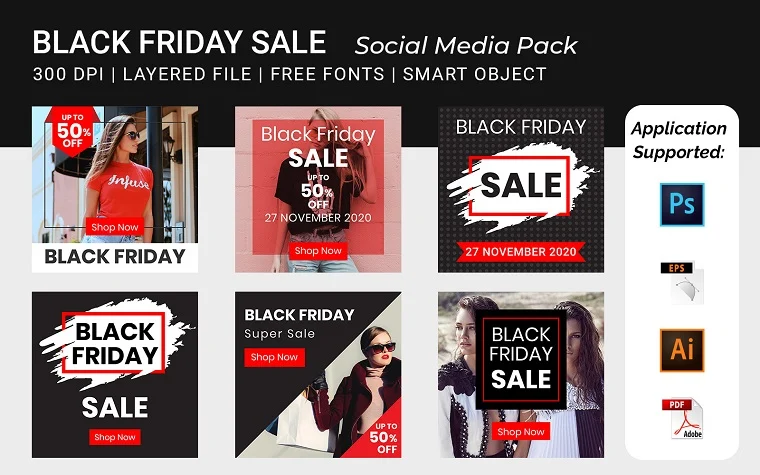 BLACK FRIDAY SALE Social Media Pack
300 DPI | LAYERED FILE | FREE FONTS | SMART OBJECT
UP TO
50%
OFF
Infuse
Shop Now
BLACK FRIDAY
Black Friday
SALE
UP TO
50%
OFF
27 NOVEMBER 2020
Shop Now
BLACK FRIDAY
SALE
27 NOVEMBER 2020
Application
Supported:
Ps
EPS
Ai
PDF
Adobe
BLACK
FRIDAY
SALE
Shop Now
BLACK FRIDAY
Super Sale
Shop Now
UP TO
50%
OFF
BLACK
FRIDAY
SALE
Shop Now